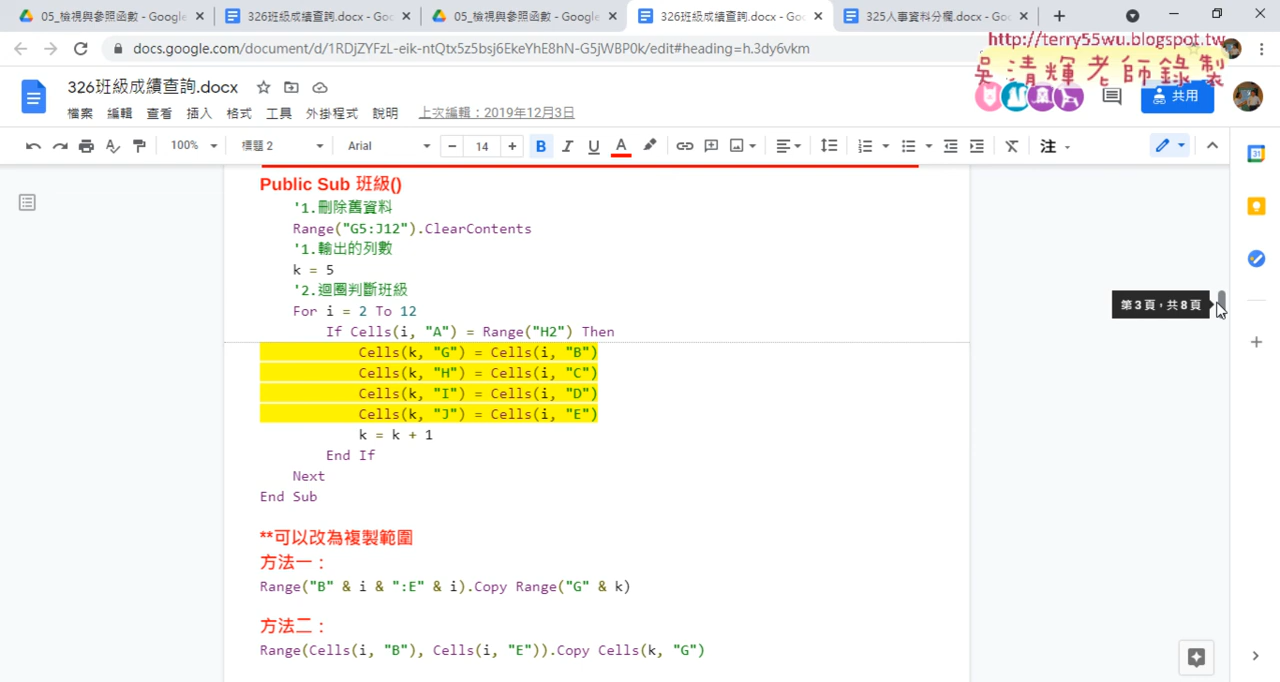 05_檢視與參照函數 - Google
326班級成績查詢.docx - Goo
05_檢視與參照函數 - Google
326班級成績查詢.docx - Goo
325人事資料分欄.docx - Goo
docs.google.com/document/d/1RDjZYFzL-eik-ntQtx5z5bsj6EkeYhE8hN-G5jWBP0k/edit#heading=h.3dy6vkm
http://terry55wu.blogspot.tw
吳清輝老師錄製
326班級成績查詢.docx
檔案 編輯 查看 插入 格式 工具 外掛程式 說明 上次編輯：2019年12月3日
共用
100% 標題 2 Arial 14 B I U A 注
31
Public Sub 班級()
'1.刪除舊資料
Range("G5:J12").ClearContents
'1.輸出的列數
k = 5
'2.迴圈判斷班級
For i = 2 To 12
If Cells(i, "A") = Range("H2") Then
Cells(k, "G") = Cells(i, "B")
Cells(k, "H") = Cells(i, "C")
Cells(k, "I") = Cells(i, "D")
Cells(k, "J") = Cells(i, "E")
k = k + 1
End If
Next
End Sub
第 3 頁，共 8 頁
**可以改為複製範圍
方法一：
Range("B" & i & ":E" & i).Copy Range("G" & k)
方法二：
Range(Cells(i, "B"), Cells(i, "E")).Copy Cells(k, "G")